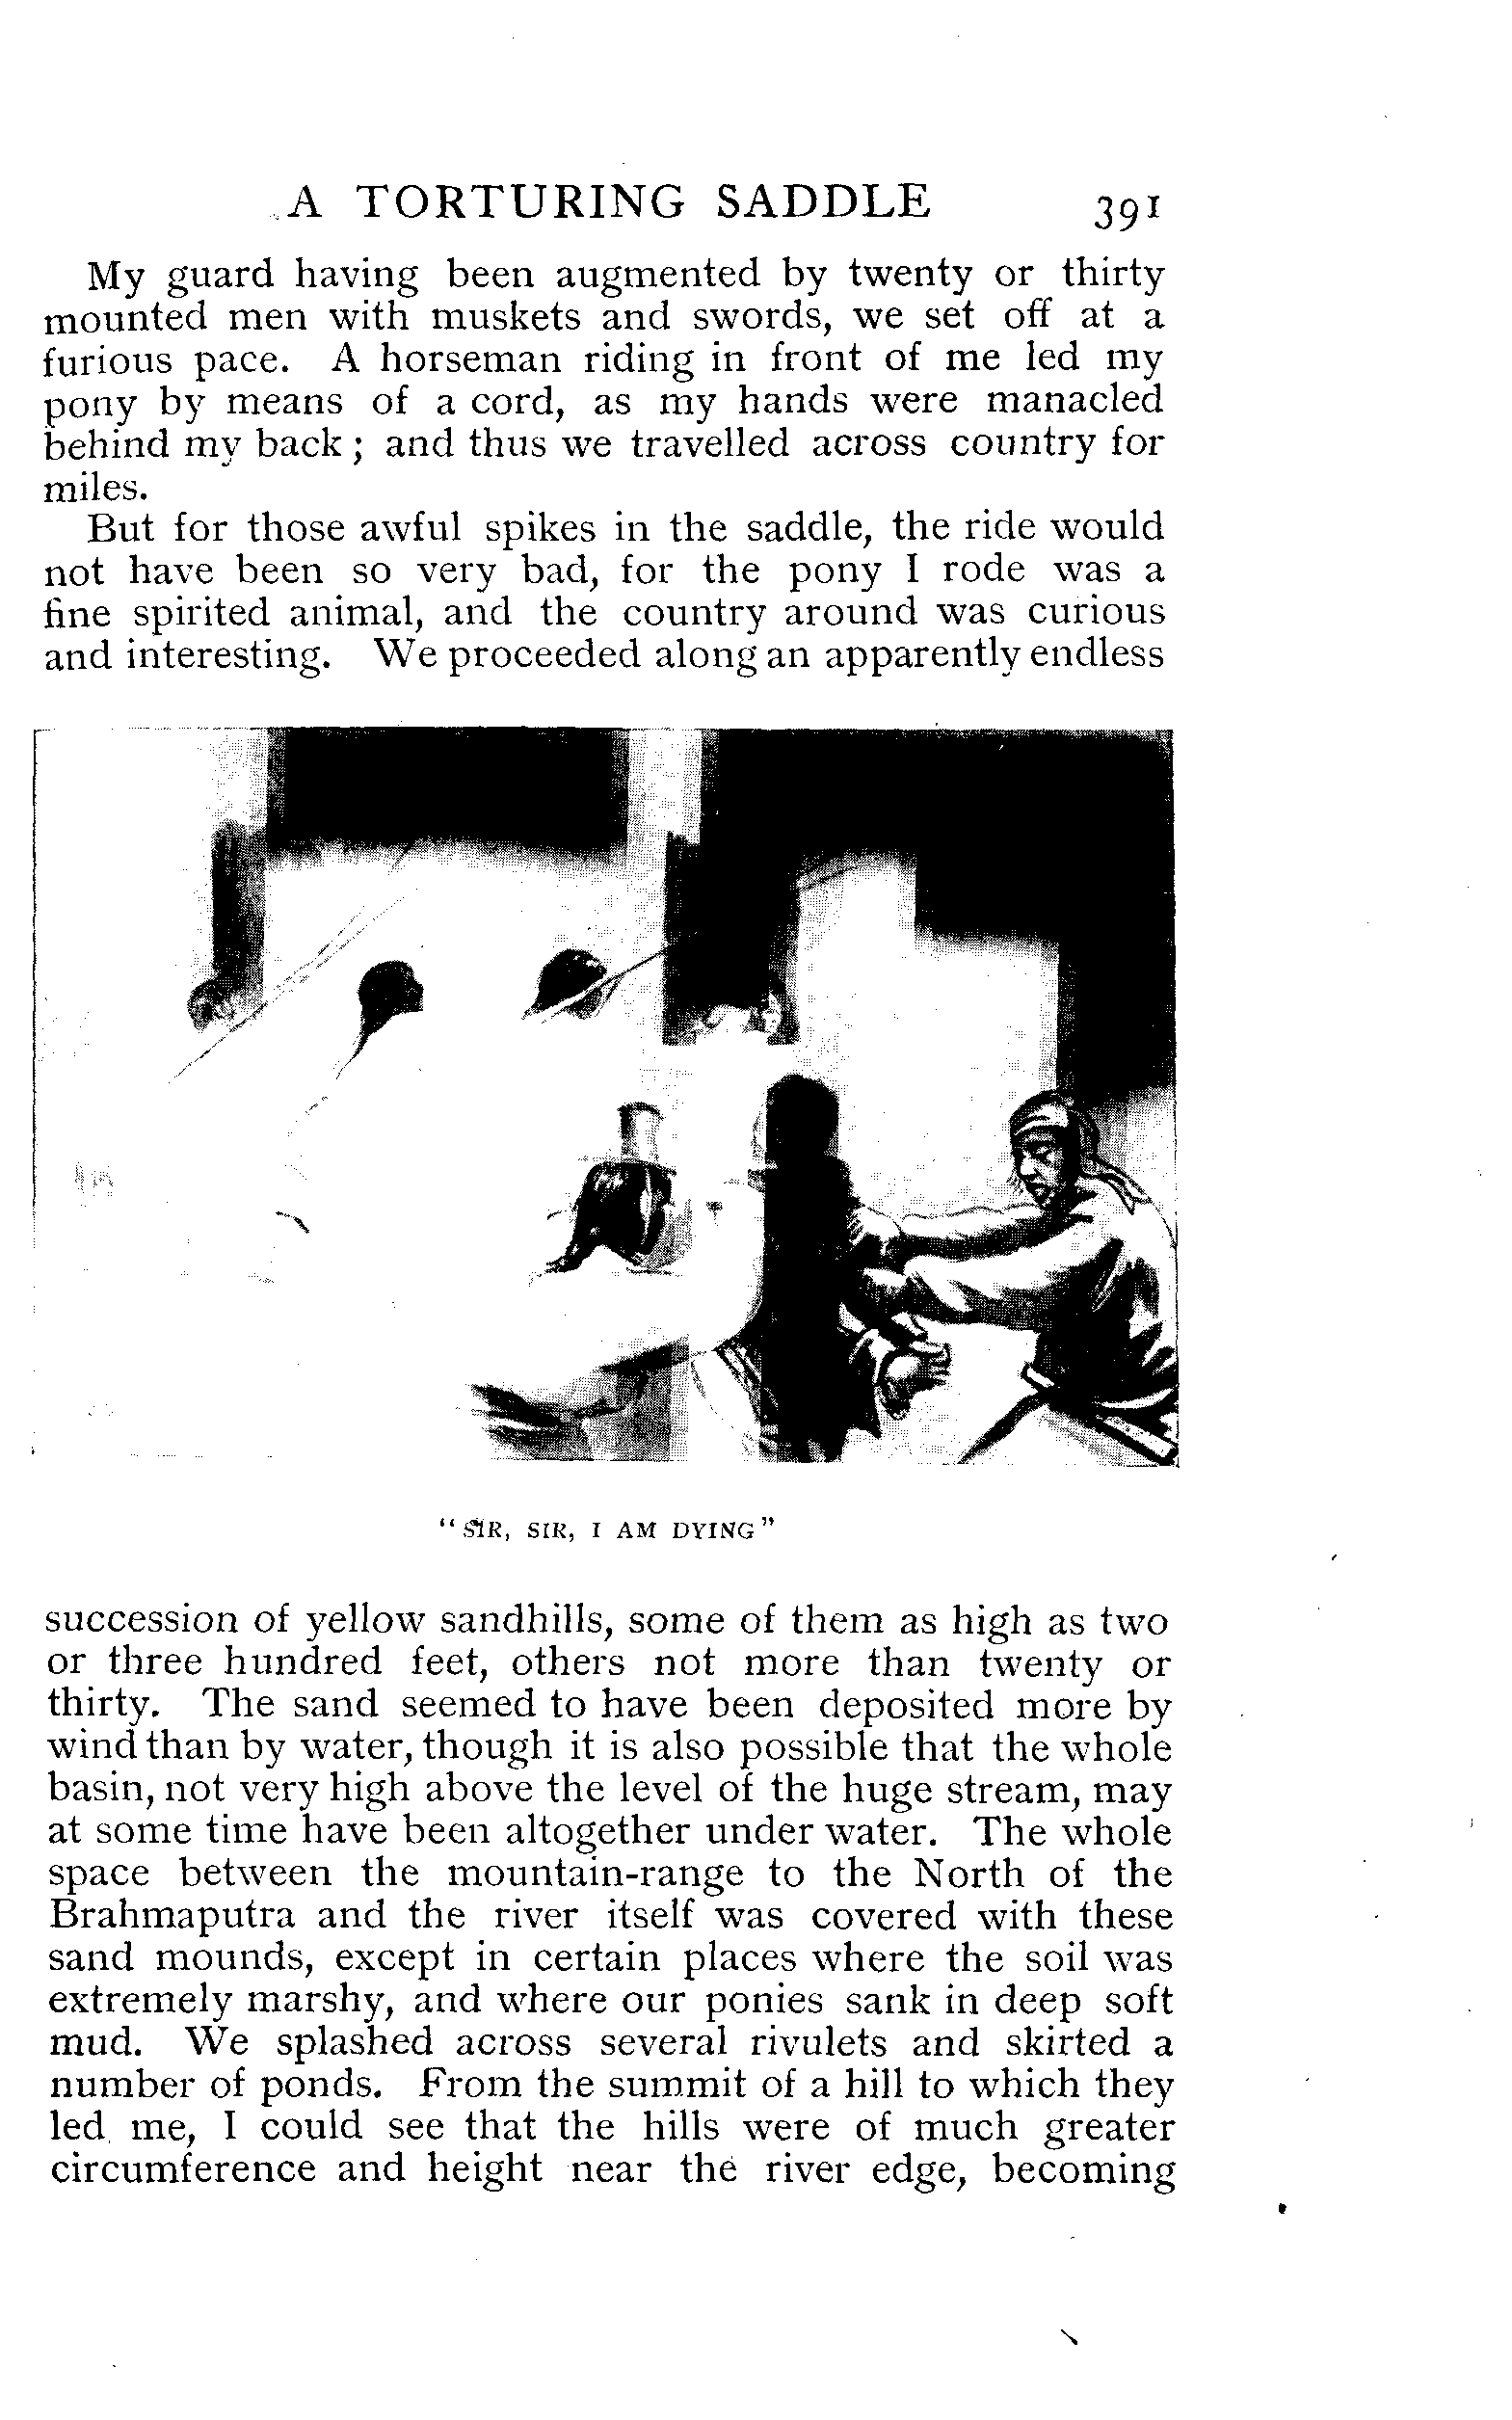 A TORTURING SADDLE 391
My guard having been augmented by twenty or thirty
mounted men with muskets and swords, we set off at a
furious pace. A horseman riding in front of me led my
pony by means of a cord, as my hands were manacled
behind my back; and thus we travelled across country for
miles.
But for those awful spikes in the saddle, the ride would
not have been so very bad, for the pony I rode was a
fine spirited animal, and the country around was curious
and interesting. We proceeded along an apparently endless
"SIR, SIR, I AM DYING"
succession of yellow sandhills, some of them as high as two
or three hundred feet, others not more than twenty or
thirty. The sand seemed to have been deposited more by
wind than by water, though it is also possible that the whole
basin, not very high above the level of the huge stream, may
at some time have been altogether under water. The whole
space between the mountain-range to the North of the
Brahmaputra and the river itself was covered with these
sand mounds, except in certain places where the soil was
extremely marshy, and where our ponies sank in deep soft
mud. We splashed across several rivulets and skirted a
number of ponds. From the summit of a hill to which they
led me, I could see that the hills were of much greater
circumference and height near the river edge, becoming